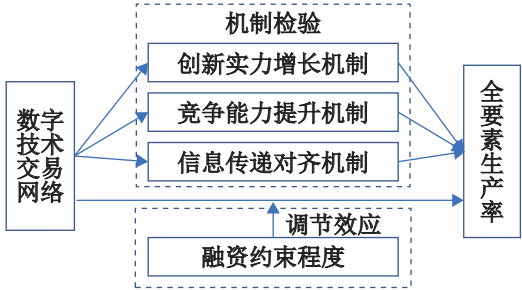 机制检验
创新实力增长机制
竞争能力提升机制
信息传递对齐机制
数字
技术
交易
网络
全
要
素
生
产
率
调节效应
融资约束程度